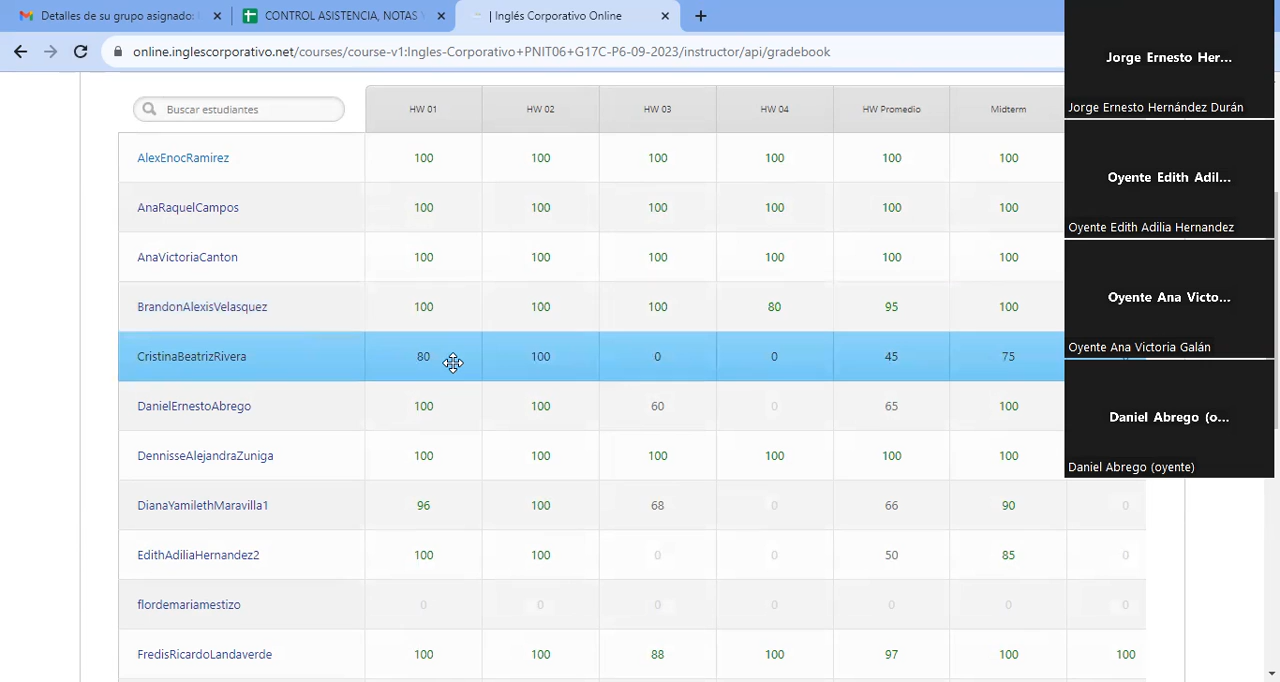 Detalles de su grupo asignado:
CONTROL ASISTENCIA, NOTAS Y
| Inglés Corporativo Online
online.inglescorporativo.net/courses/course-v1:Ingles-Corporativo+PNIT06+G17C-P6-09-2023/instructor/api/gradebook
Jorge Ernesto Her...
Jorge Ernesto Hernández Durán
Oyente Edith Adil...
Oyente Edith Adilia Hernandez
Oyente Ana Victo...
Oyente Ana Victoria Galán
Daniel Abrego (o...
Daniel Abrego (oyente)
Buscar estudiantes HW 01 HW 02 HW 03 HW 04 HW Promedio Midterm
AlexEnocRamirez 100 100 100 100 100 100
AnaRaquelCampos 100 100 100 100 100 100
AnaVictoriaCanton 100 100 100 100 100 100
BrandonAlexisVelasquez 100 100 100 80 95 100
CristinaBeatrizRivera 80 100 0 0 45 75
DanielErnestoAbrego 100 100 60 0 65 100
DennisseAlejandraZuniga 100 100 100 100 100 100
DianaYamilethMaravilla1 96 100 68 0 66 90 0
EdithAdiliaHernandez2 100 100 0 0 50 85 0
flordemariamestizo 0 0 0 0 0 0 0
FredisRicardoLandaverde 100 100 88 100 97 100 100